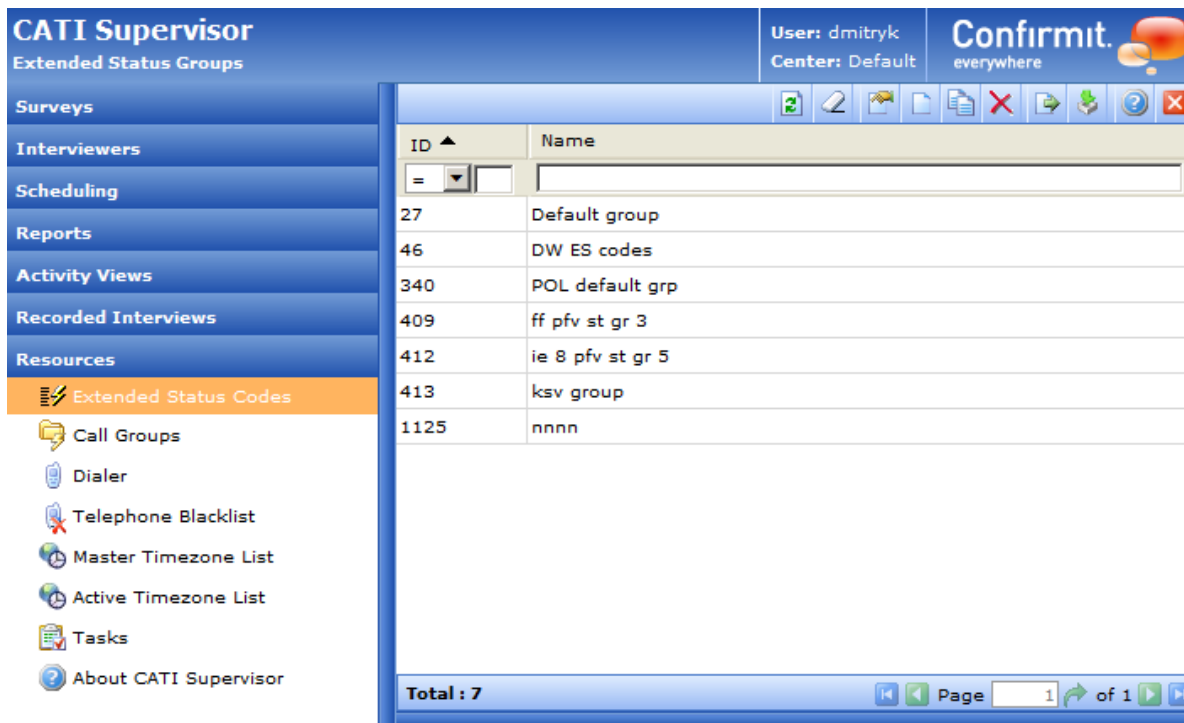 CATI Supervisor
Extended Status Groups
User: dmitryk
Center: Default
Confirmit.
everywhere
Surveys
Interviewers
Scheduling
Reports
Activity Views
Recorded Interviews
Resources
Extended Status Codes
Call Groups
Dialer
Telephone Blacklist
Master Timezone List
Active Timezone List
Tasks
About CATI Supervisor
ID Name
=
27 Default group
46 DW ES codes
340 POL default grp
409 ff pfv st gr 3
412 ie 8 pfv st gr 5
413 ksv group
1125 nnnn
Total : 7 Page 1 of 1